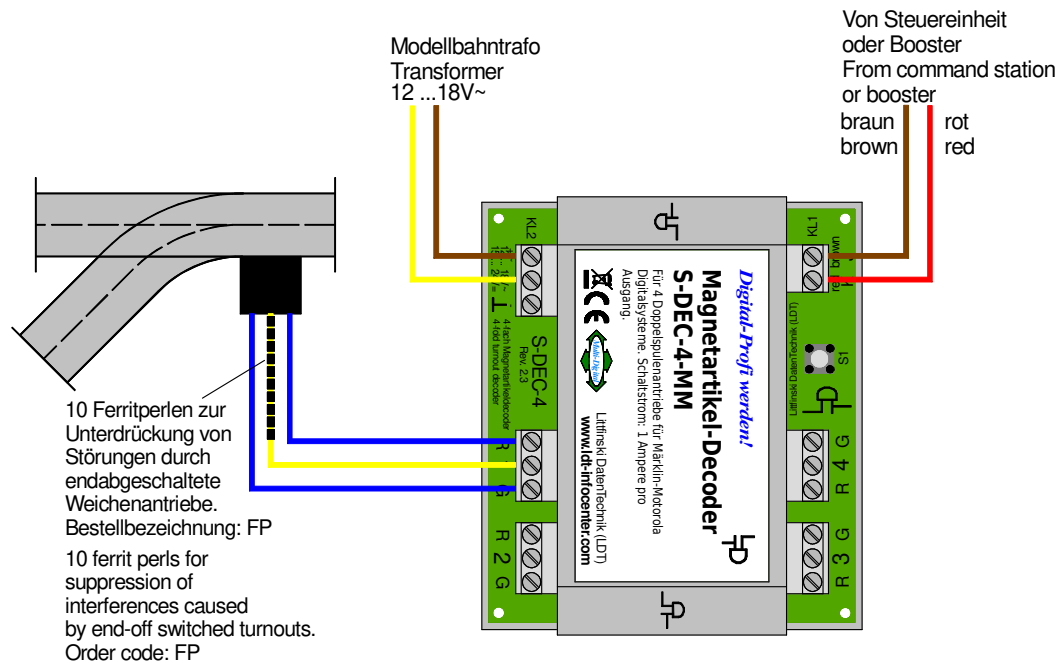 Modellbahntrafo
Transformer
12 ...18V~
Von Steuereinheit
oder Booster
From command station
or booster
braun
brown
rot
red
10 Ferritperlen zur
Unterdrückung von
Störungen durch
endabgeschaltete
Weichenantriebe.
Bestellbezeichnung: FP
10 ferrit perls for
suppression of
interferences caused
by end-off switched turnouts.
Order code: FP
KL2
S-DEC-4
Rev. 2.3
4-fach Magnetartikeldecoder
4-fold turnout decoder
R
G
R 2 G
Digital-Profi werden!
Magnetartikel-Decoder
S-DEC-4-MM
Für 4 Doppelspulenantriebe für Märklin-Motorola
Digitalsysteme. Schaltstrom: 1 Ampere pro
Ausgang.
CE
Multi-Digital
Littfinski DatenTechnik (LDT)
www.ldt-infocenter.com
KL1
S1
Littfinski DatenTechnik (LDT)
R 4 G
R 3 G